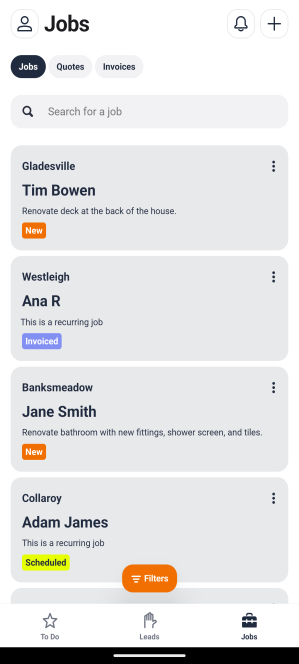 Jobs
Jobs Quotes Invoices
Search for a job
Gladesville
Tim Bowen
Renovate deck at the back of the house.
New
Westleigh
Ana R
This is a recurring job
Invoiced
Banksmeadow
Jane Smith
Renovate bathroom with new fittings, shower screen, and tiles.
New
Collaroy
Adam James
This is a recurring job
Scheduled
Filters
To Do Leads Jobs